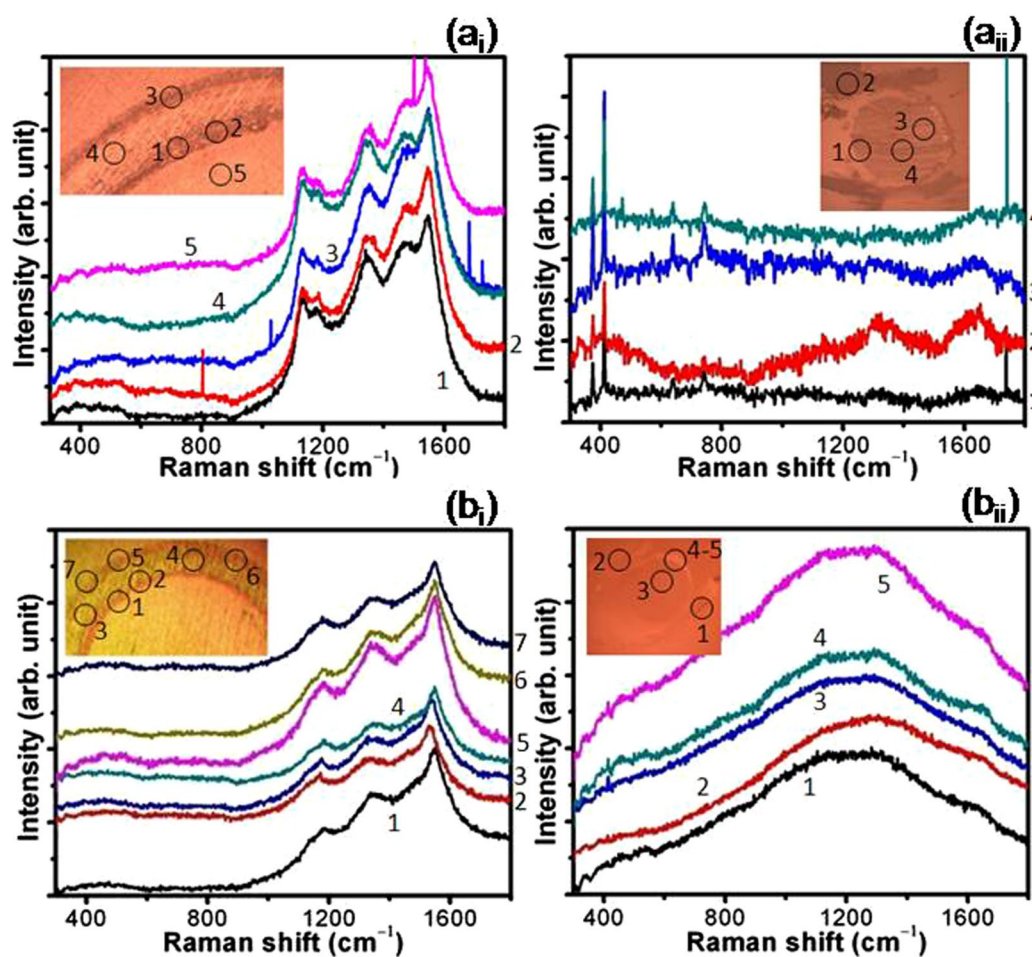 (ai)
(aii)
Intensity (arb. unit)
3
2
1
4
5
5
3
4
2
1
400 800 1200 1600
Raman shift (cm⁻¹)
Intensity (arb. unit)
2
3
1
4
400 800 1200 1600
Raman shift (cm⁻¹)
(bi)
(bii)
Intensity (arb. unit)
5
4
7
2
6
1
3
7
6
4
5
3
2
1
400 800 1200 1600
Raman shift (cm⁻¹)
Intensity (arb. unit)
2
4-5
3
1
5
4
3
2
1
400 800 1200 1600
Raman shift (cm⁻¹)